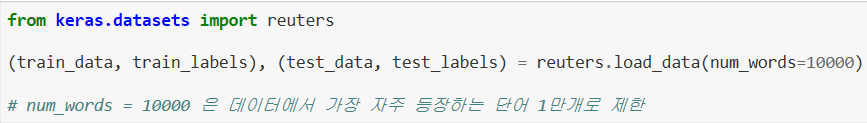 from keras.datasets import reuters
(train_data, train_labels), (test_data, test_labels) = reuters.load_data(num_words=10000)
# num_words = 10000 은 데이터에서 가장 자주 등장하는 단어 1만개로 제한